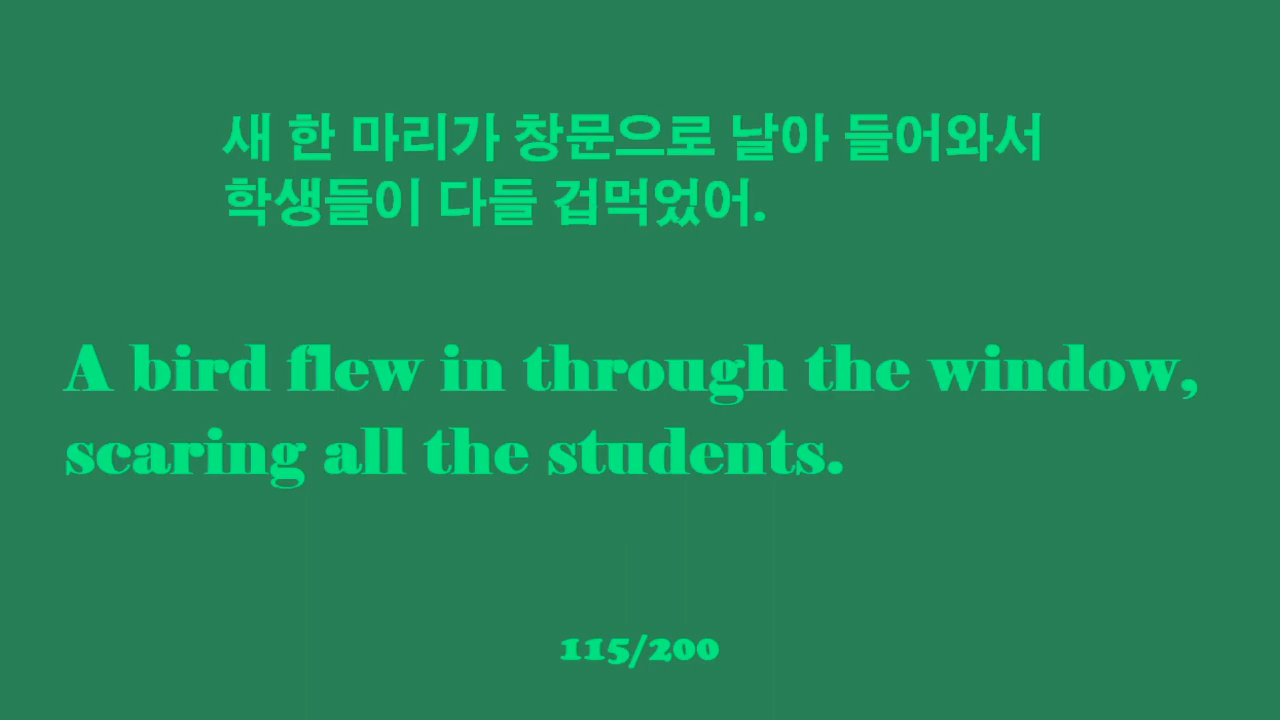 새 한 마리가 창문으로 날아 들어와서
학생들이 다들 겁먹었어.
A bird flew in through the window,
scaring all the students.
115/200